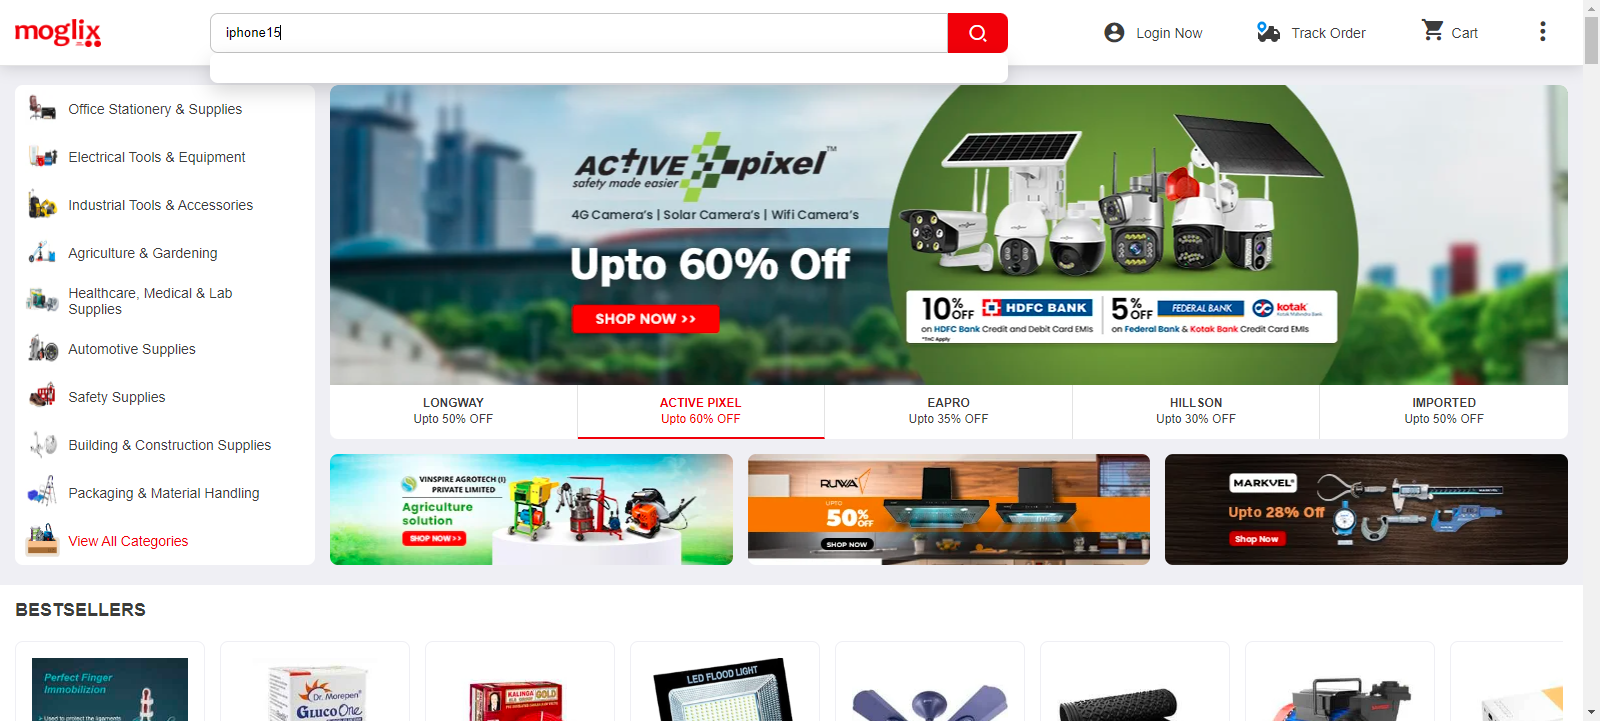 moglix
iphone15
Login Now
Track Order
Cart
Office Stationery & Supplies
Electrical Tools & Equipment
Industrial Tools & Accessories
Agriculture & Gardening
Healthcare, Medical & Lab
Supplies
Automotive Supplies
Safety Supplies
Building & Construction Supplies
Packaging & Material Handling
View All Categories
ACTIVE pixel™
safety made easier
4G Camera's | Solar Camera's | Wifi Camera's
Upto 60% Off
SHOP NOW >>
10% OFF HDFC BANK
on HDFC Bank Credit and Debit Card EMIs
*TnC Apply
5% OFF FEDERAL BANK kotak
Kotak Mahindra Bank
on Federal Bank & Kotak Bank Credit Card EMIs
LONGWAY
Upto 50% OFF
ACTIVE PIXEL
Upto 60% OFF
EAPRO
Upto 35% OFF
HILLSON
Upto 30% OFF
IMPORTED
Upto 50% OFF
VINSPIRE AGROTECH (I)
PRIVATE LIMITED
Agriculture
solution
SHOP NOW >>
RUWA
UPTO
50% OFF
SHOP NOW
MARKVEL®
Upto 28% Off
Shop Now
BESTSELLERS
Perfect Finger
Immobilizion
Used to protect the ligaments
Dr. Morepen
GLUCOONE
KALINGA GOLD
LED FLOOD LIGHT